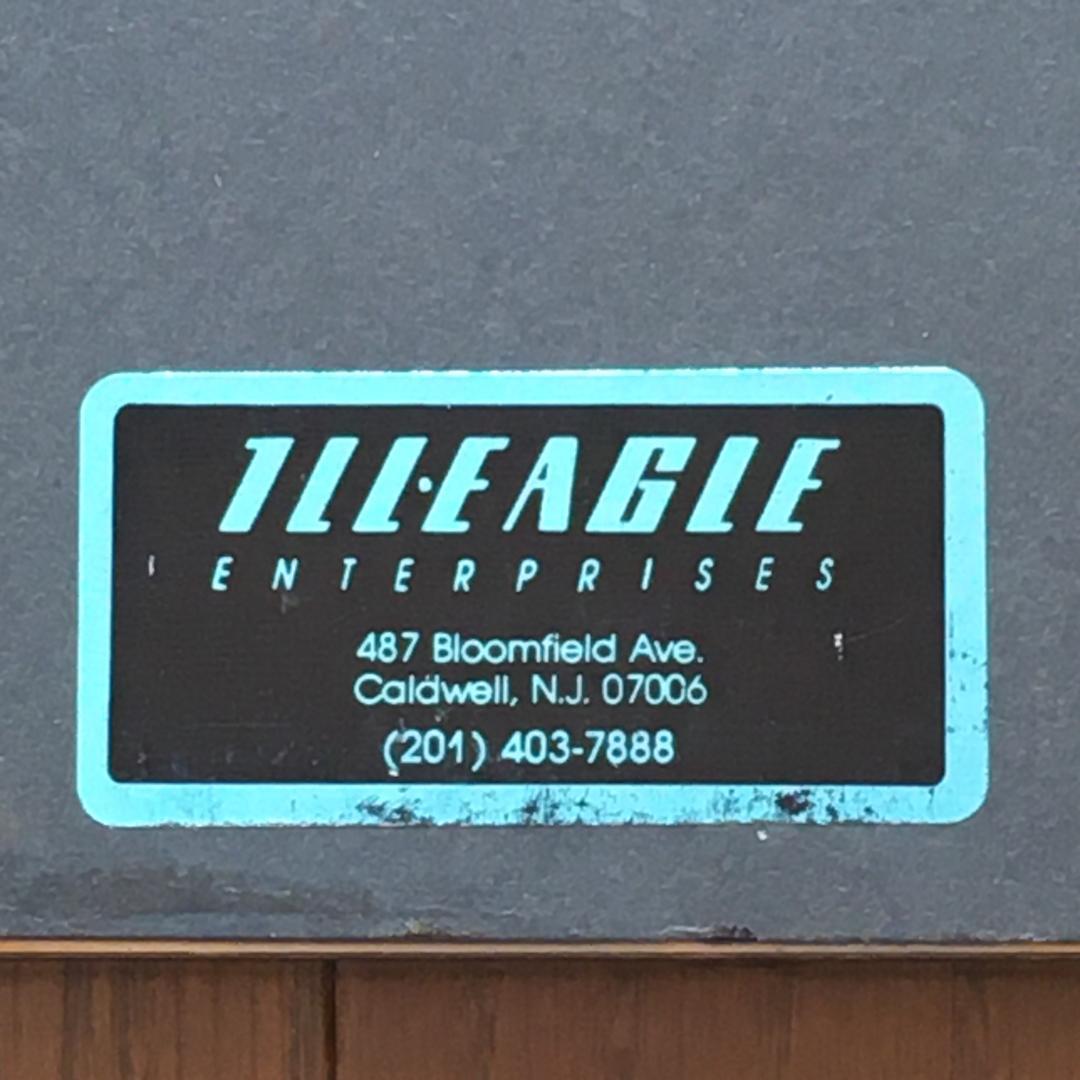 ILL·EAGLE
ENTERPRISES
487 Bloomfield Ave.
Caldwell, N.J. 07006
(201) 403-7888